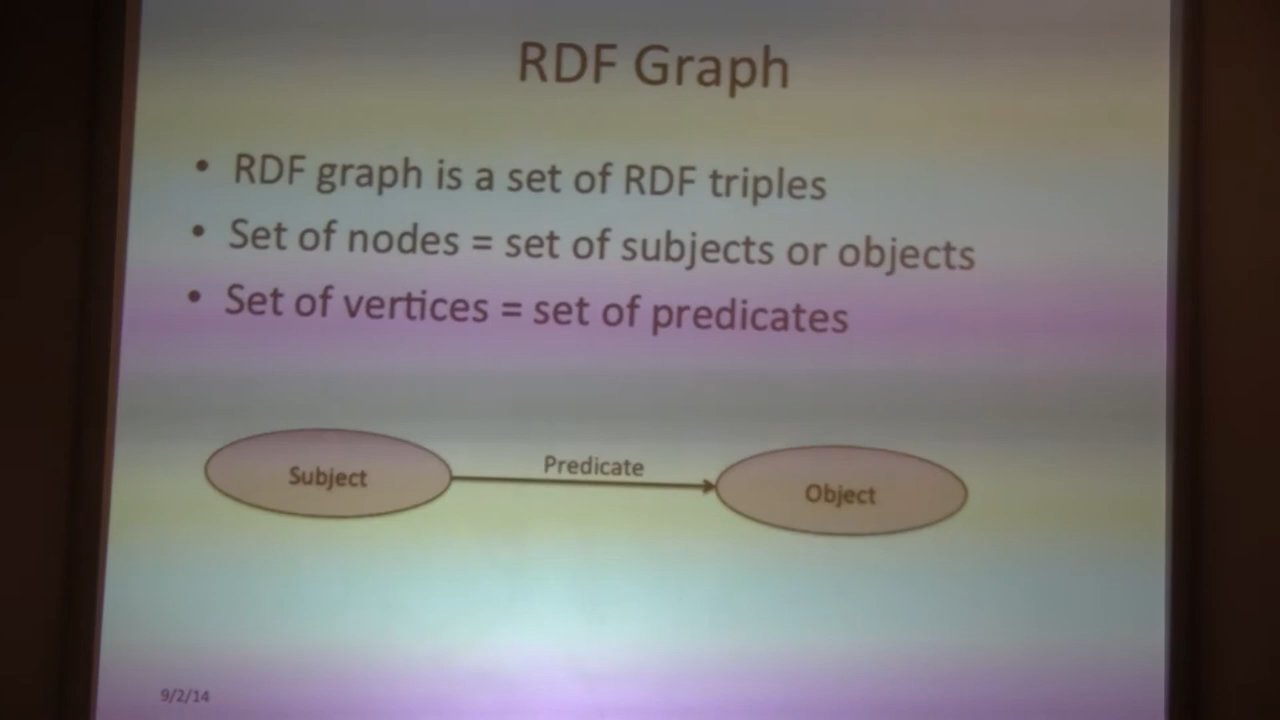 RDF Graph
• RDF graph is a set of RDF triples
• Set of nodes = set of subjects or objects
• Set of vertices = set of predicates
Subject
Predicate
Object
9/2/14